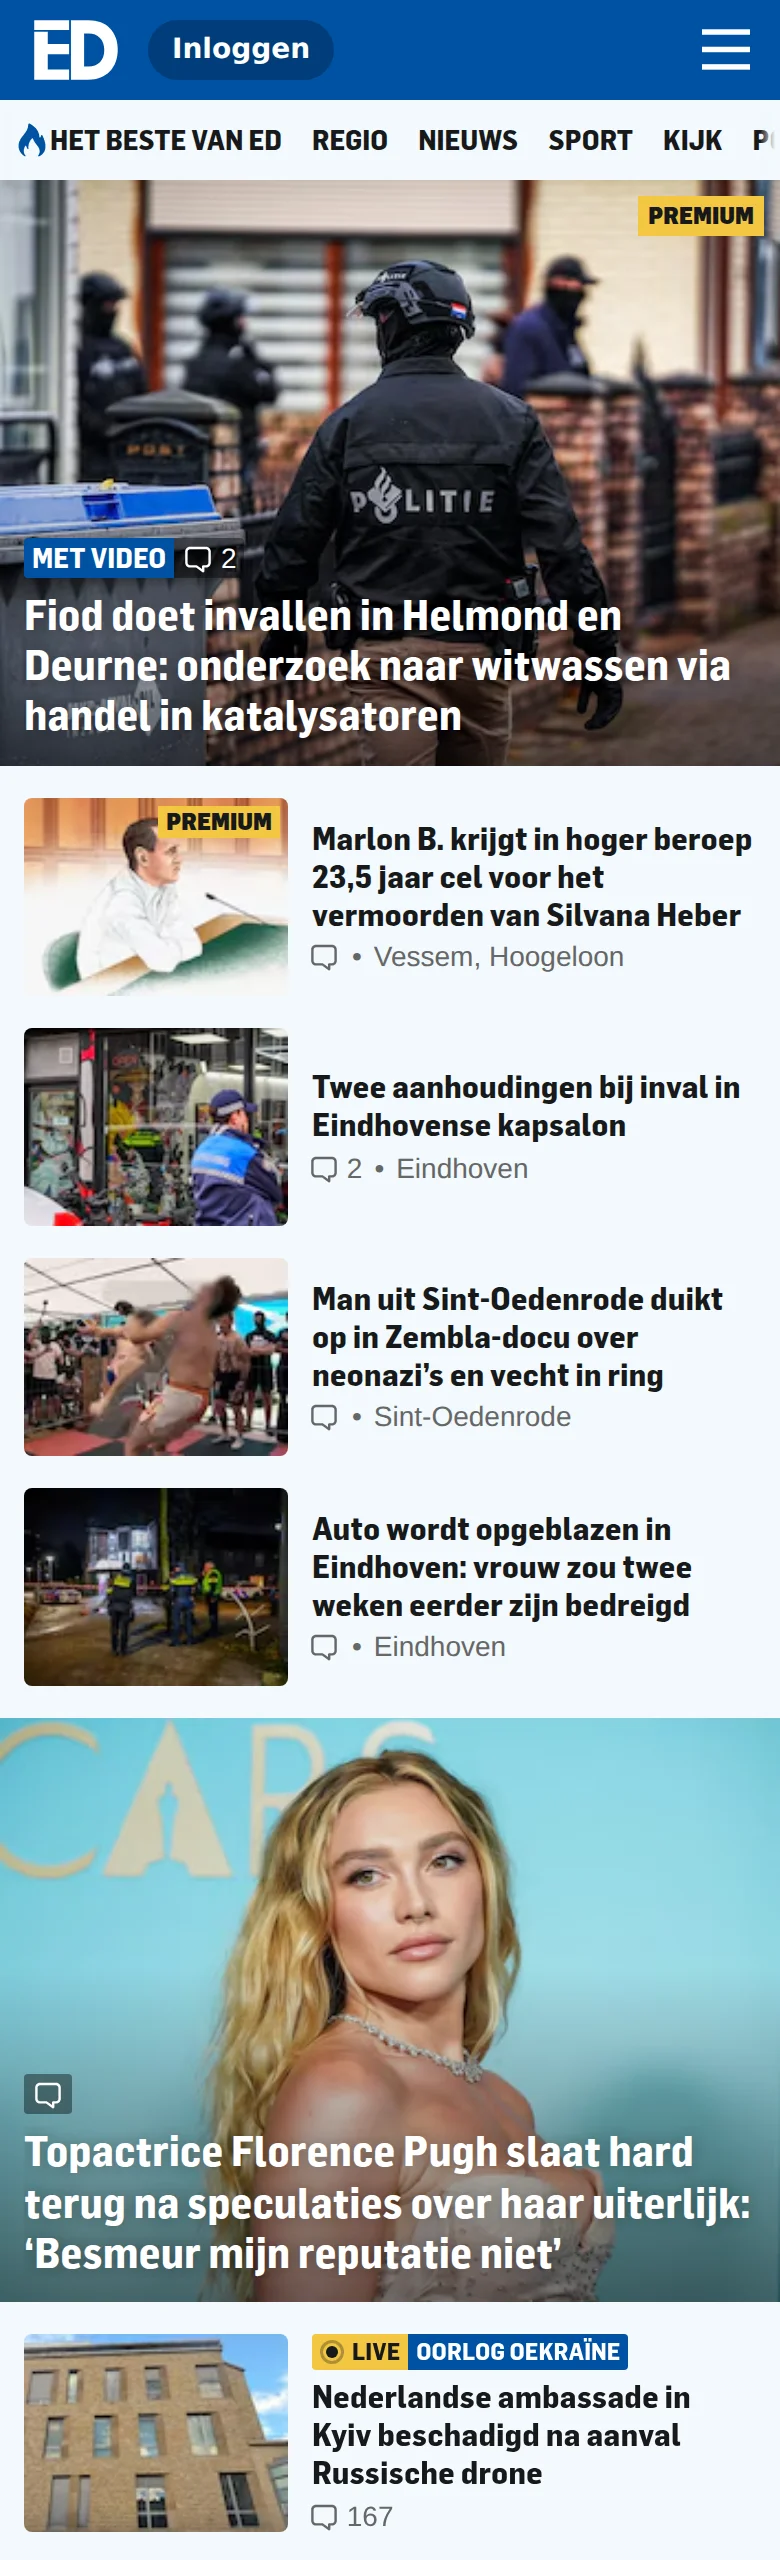 ED Inloggen
HET BESTE VAN ED REGIO NIEUWS SPORT KIJK
PREMIUM
POLITIE
POST
POLITIE
MET VIDEO 2
Fiod doet invallen in Helmond en
Deurne: onderzoek naar witwassen via
handel in katalysatoren
PREMIUM
Marlon B. krijgt in hoger beroep
23,5 jaar cel voor het
vermoorden van Silvana Heber
• Vessem, Hoogeloon
OPEN
Twee aanhoudingen bij inval in
Eindhovense kapsalon
2 • Eindhoven
Man uit Sint-Oedenrode duikt
op in Zembla-docu over
neonazi’s en vecht in ring
• Sint-Oedenrode
Auto wordt opgeblazen in
Eindhoven: vrouw zou twee
weken eerder zijn bedreigd
• Eindhoven
CARS
Topactrice Florence Pugh slaat hard
terug na speculaties over haar uiterlijk:
‘Besmeur mijn reputatie niet’
LIVE OORLOG OEKRAÏNE
Nederlandse ambassade in
Kyiv beschadigd na aanval
Russische drone
167